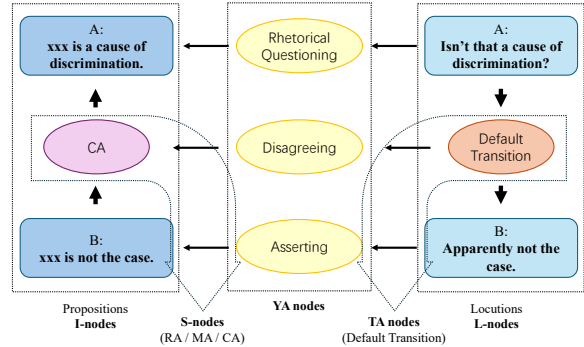 A:
xxx is a cause of
discrimination.
Rhetorical
Questioning
A:
Isn't that a cause of
discrimination?
CA
Disagreeing
Default
Transition
B:
xxx is not the case.
Asserting
B:
Apparently not the
case.
Propositions
I-nodes
S-nodes
(RA / MA / CA)
YA nodes
TA nodes
(Default Transition)
Locutions
L-nodes